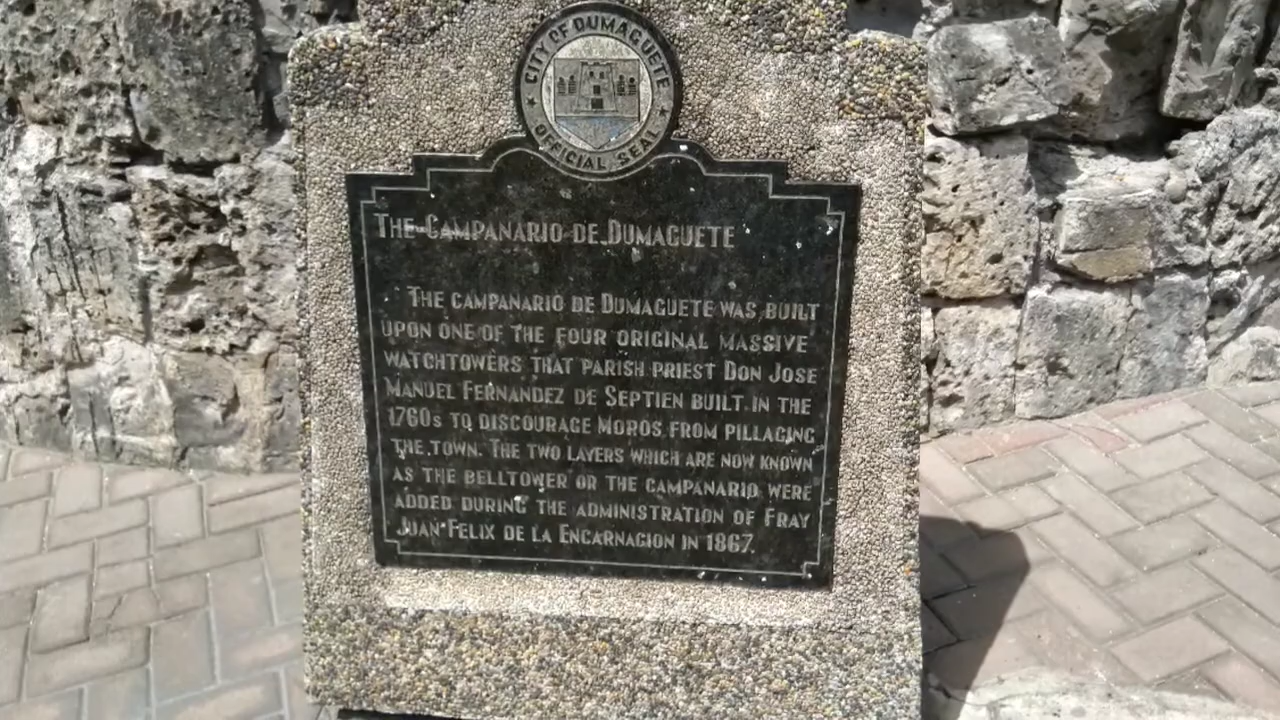 CITY OF DUMAGUETE
OFFICIAL SEAL
THE CAMPANARIO DE DUMAGUETE
THE CAMPANARIO DE DUMAGUETE WAS BUILT
UPON ONE OF THE FOUR ORIGINAL MASSIVE
WATCHTOWERS THAT PARISH PRIEST DON JOSE
MANUEL FERNANDEZ DE SEPTIEN BUILT IN THE
1760s TO DISCOURAGE MOROS FROM PILLAGING
THE TOWN. THE TWO LAYERS WHICH ARE NOW KNOWN
AS THE BELLTOWER OR THE CAMPANARIO WERE
ADDED DURING THE ADMINISTRATION OF FRAY
JUAN FELIX DE LA ENCARNACION IN 1867.